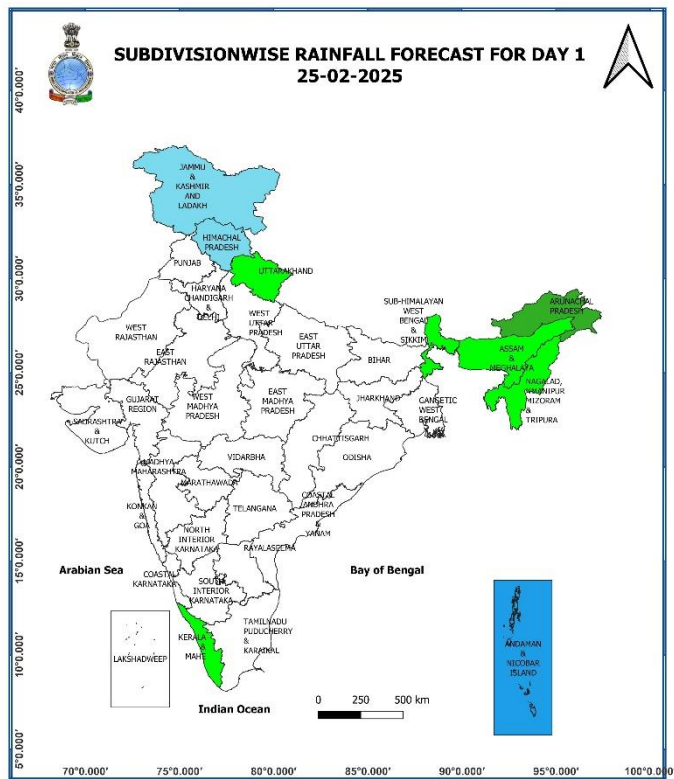 SUBDIVISIONWISE RAINFALL FORECAST FOR DAY 1
25-02-2025
40°0.000'
35°0.000'
30°0.000'
25°0.000'
20°0.000'
15°0.000'
10°0.000'
5°0.000'
JAMMU
&
KASHMIR
AND
LADAKH
HIMACHAL
PRADESH
PUNJAB
UTTARAKHAND
HARYANA
CHANDIGARH
&
DELHI
WEST
UTTAR
PRADESH
EAST
UTTAR
PRADESH
WEST
RAJASTHAN
EAST
RAJASTHAN
SUB-HIMALAYAN
WEST
BENGAL
&
SIKKIM
ARUNACHAL
PRADESH
ASSAM
&
MEGHALAYA
NAGALAD,
MANIPUR
MIZORAM
&
TRIPURA
BIHAR
JHARKHAND
GANGETIC
WEST
BENGAL
GUJARAT
REGION
SAURASHTRA
&
KUTCH
WEST
MADHYA
PRADESH
EAST
MADHYA
PRADESH
CHHATTISGARH
ODISHA
VIDARBHA
MADHYA
MAHARASHTRA
MARATHAWADA
KONKAN
&
GOA
TELANGANA
COASTAL
ANDHRA
PRADESH
&
YANAM
NORTH
INTERIOR
KARNATAKA
RAYALASEEMA
Arabian Sea
Bay of Bengal
COASTAL
KARNATAKA
SOUTH
INTERIOR
KARNATAKA
TAMILNADU
PUDUCHERRY
&
KARAIKAL
KERALA
&
MAHE
LAKSHADWEEP
ANDAMAN
&
NICOBAR
ISLAND
Indian Ocean
0 250 500 km
70°0.000' 75°0.000' 80°0.000' 85°0.000' 90°0.000' 95°0.000' 100°0.000'